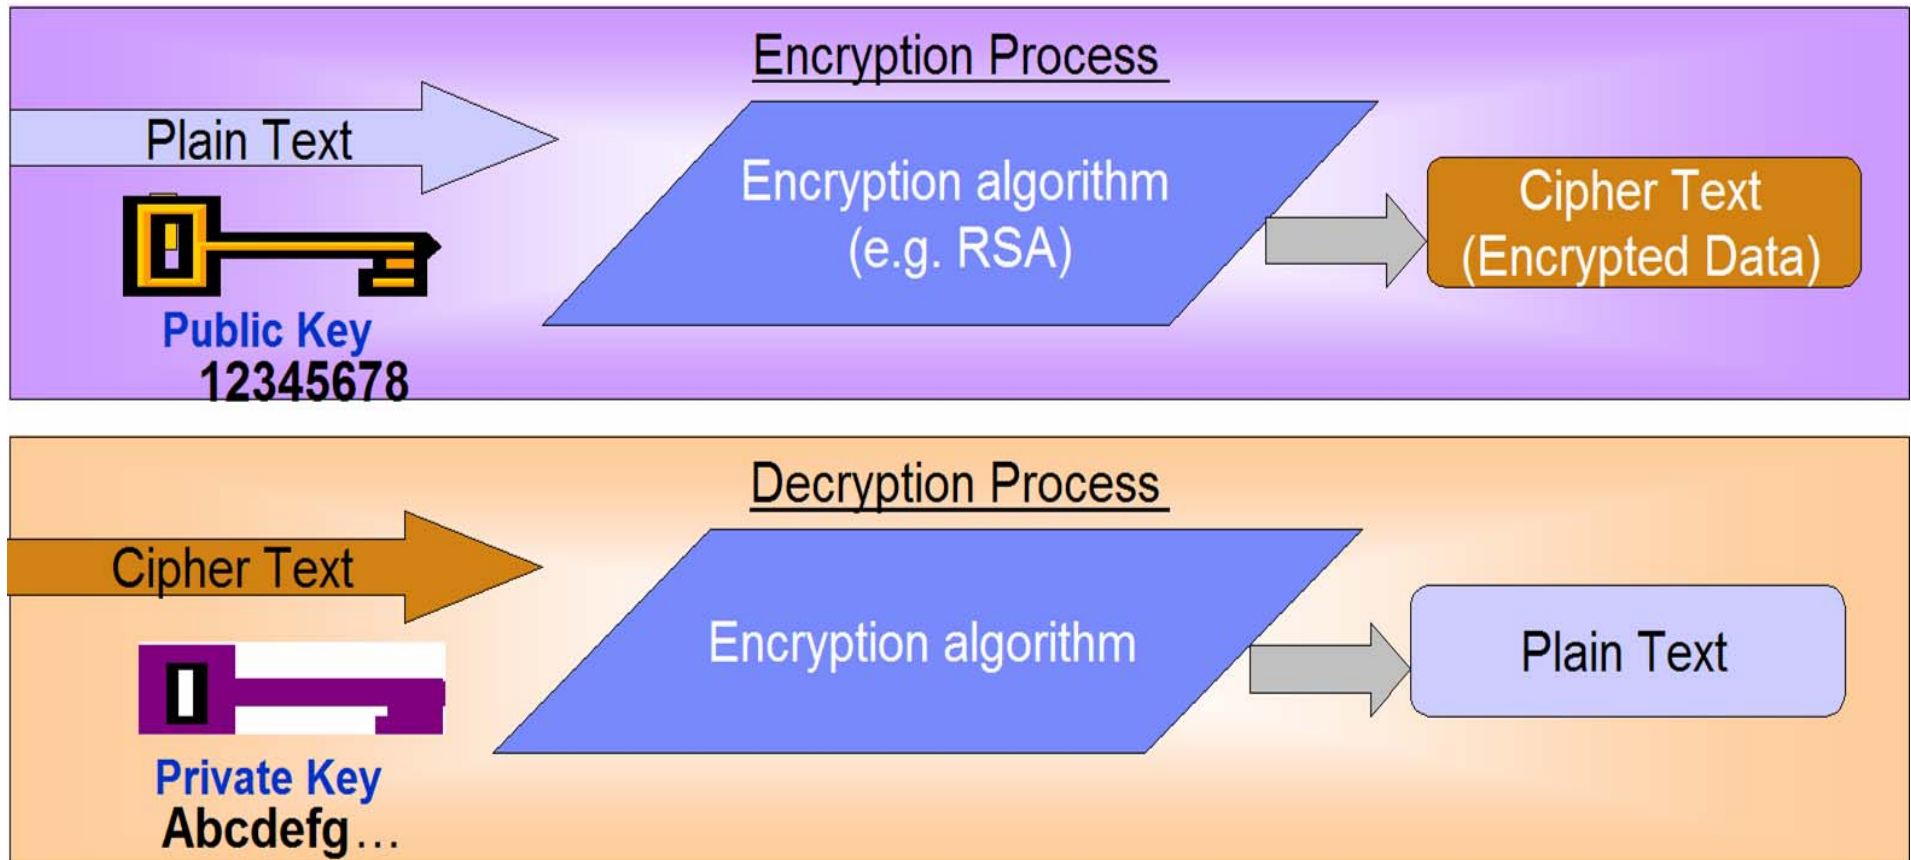 Encryption Process
Plain Text
Encryption algorithm
(e.g. RSA)
Cipher Text
(Encrypted Data)
Public Key
12345678
Decryption Process
Cipher Text
Encryption algorithm
Plain Text
Private Key
Abcdefg...